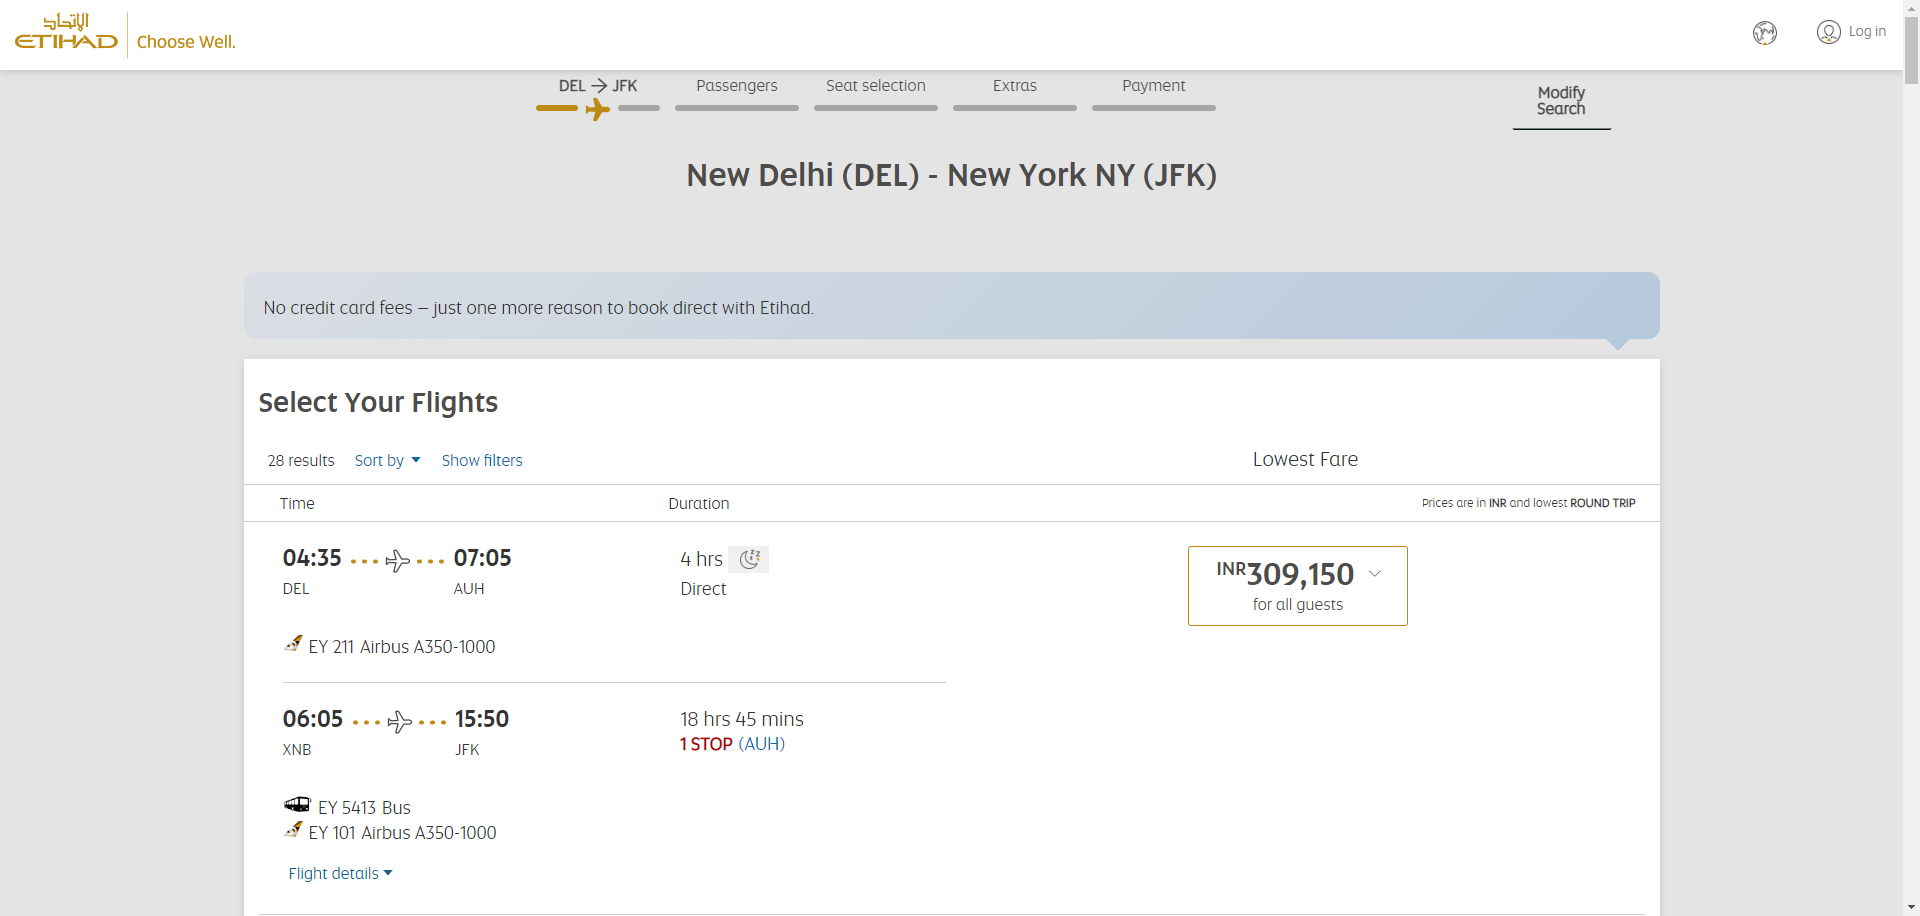 الإتحاد
ETIHAD
Choose Well.
Log in
DEL → JFK
Passengers
Seat selection
Extras
Payment
Modify
Search
New Delhi (DEL) - New York NY (JFK)
No credit card fees – just one more reason to book direct with Etihad.
Select Your Flights
28 results Sort by Show filters
Lowest Fare
Time
Duration
Prices are in INR and lowest ROUND TRIP
04:35 07:05
DEL AUH
4 hrs
Direct
INR309,150
for all guests
EY 211 Airbus A350-1000
06:05 15:50
XNB JFK
18 hrs 45 mins
1 STOP (AUH)
EY 5413 Bus
EY 101 Airbus A350-1000
Flight details